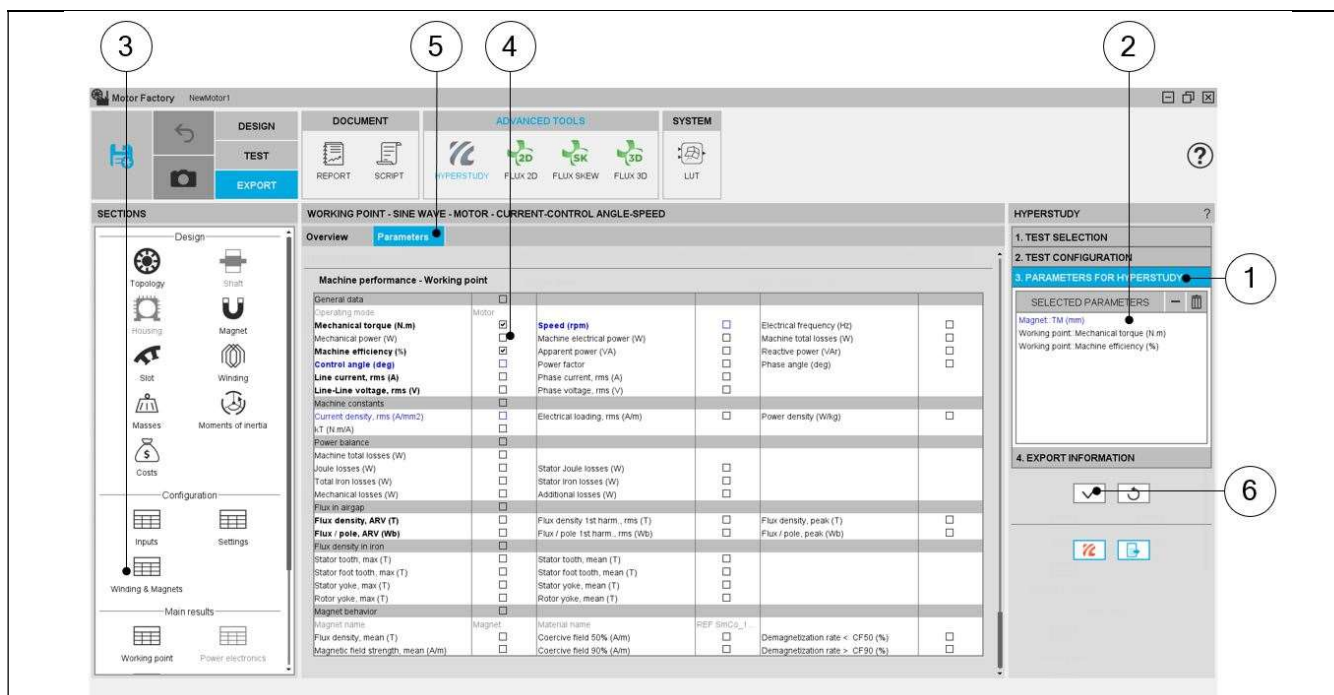 3 5 4 2
Motor Factory NewMotor1
DESIGN DOCUMENT ADVANCED TOOLS SYSTEM
TEST
EXPORT REPORT SCRIPT HYPERSTUDY 2D FLUX 2D SK FLUX SKEW 3D FLUX 3D LUT ?
SECTIONS WORKING POINT - SINE WAVE - MOTOR - CURRENT-CONTROL ANGLE-SPEED HYPERSTUDY ?
Design
Topology Shaft
Housing Magnet
Slot Winding
Masses Moments of inertia
$
Costs
Configuration
Inputs Settings
Winding & Magnets
Main results
Working point Power electronics
Overview Parameters
Machine performance - Working point
General data
Operating mode Motor
Mechanical torque (N.m) Speed (rpm) Electrical frequency (Hz)
Mechanical power (W) Machine electrical power (W) Machine total losses (W)
Machine efficiency (%) Apparent power (VA) Reactive power (VAr)
Control angle (deg) Power factor Phase angle (deg)
Line current, rms (A) Phase current, rms (A)
Line-Line voltage, rms (V) Phase voltage, rms (V)
Machine constants
Current density, rms (A/mm2) Electrical loading, rms (A/m) Power density (W/kg)
kT (N.m/A)
Power balance
Machine total losses (W)
Joule losses (W) Stator Joule losses (W)
Total Iron losses (W) Stator Iron losses (W)
Mechanical losses (W) Additional losses (W)
Flux in airgap
Flux density, ARV (T) Flux density 1st harm., rms (T) Flux density, peak (T)
Flux / pole, ARV (Wb) Flux / pole 1st harm., rms (Wb) Flux / pole, peak (Wb)
Flux density in iron
Stator tooth, max (T) Stator tooth, mean (T)
Stator foot tooth, max (T) Stator foot tooth, mean (T)
Stator yoke, max (T) Stator yoke, mean (T)
Rotor yoke, max (T) Rotor yoke, mean (T)
Magnet behavior
Magnet name Magnet Material name REF SmCo_1 ...
Flux density, mean (T) Coercive field 50% (A/m) Demagnetization rate < CF50 (%)
Magnetic field strength, mean (A/m) Coercive field 90% (A/m) Demagnetization rate > CF90 (%)
1. TEST SELECTION
2. TEST CONFIGURATION
3. PARAMETERS FOR HYPERSTUDY 1
SELECTED PARAMETERS
Magnet: TM (mm)
Working point: Mechanical torque (N.m)
Working point: Machine efficiency (%)
4. EXPORT INFORMATION
6